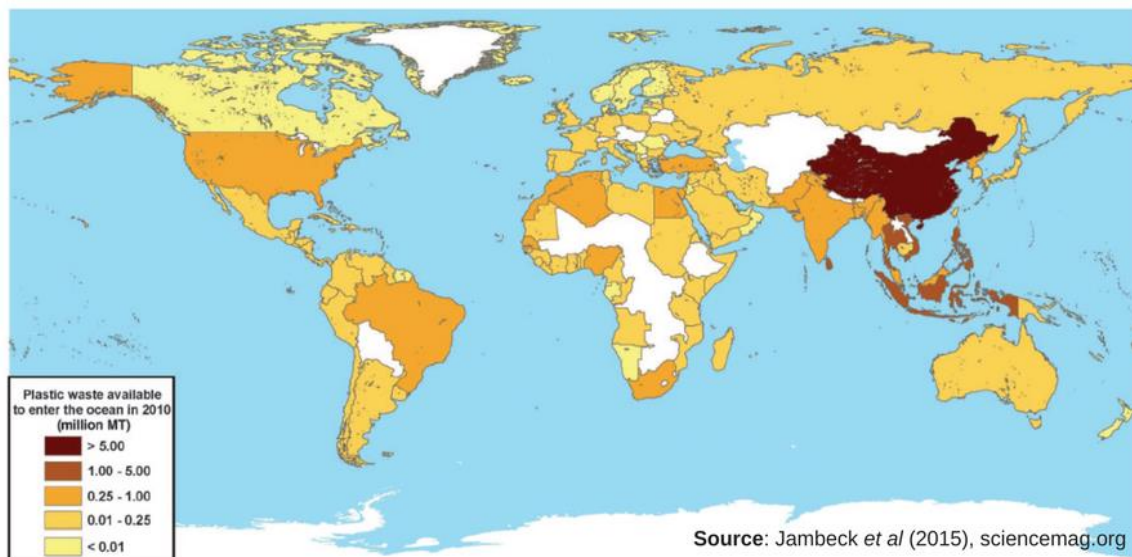 Plastic waste available
to enter the ocean in 2010
(million MT)
> 5.00
1.00 - 5.00
0.25 - 1.00
0.01 - 0.25
< 0.01
Source: Jambeck et al (2015), sciencemag.org